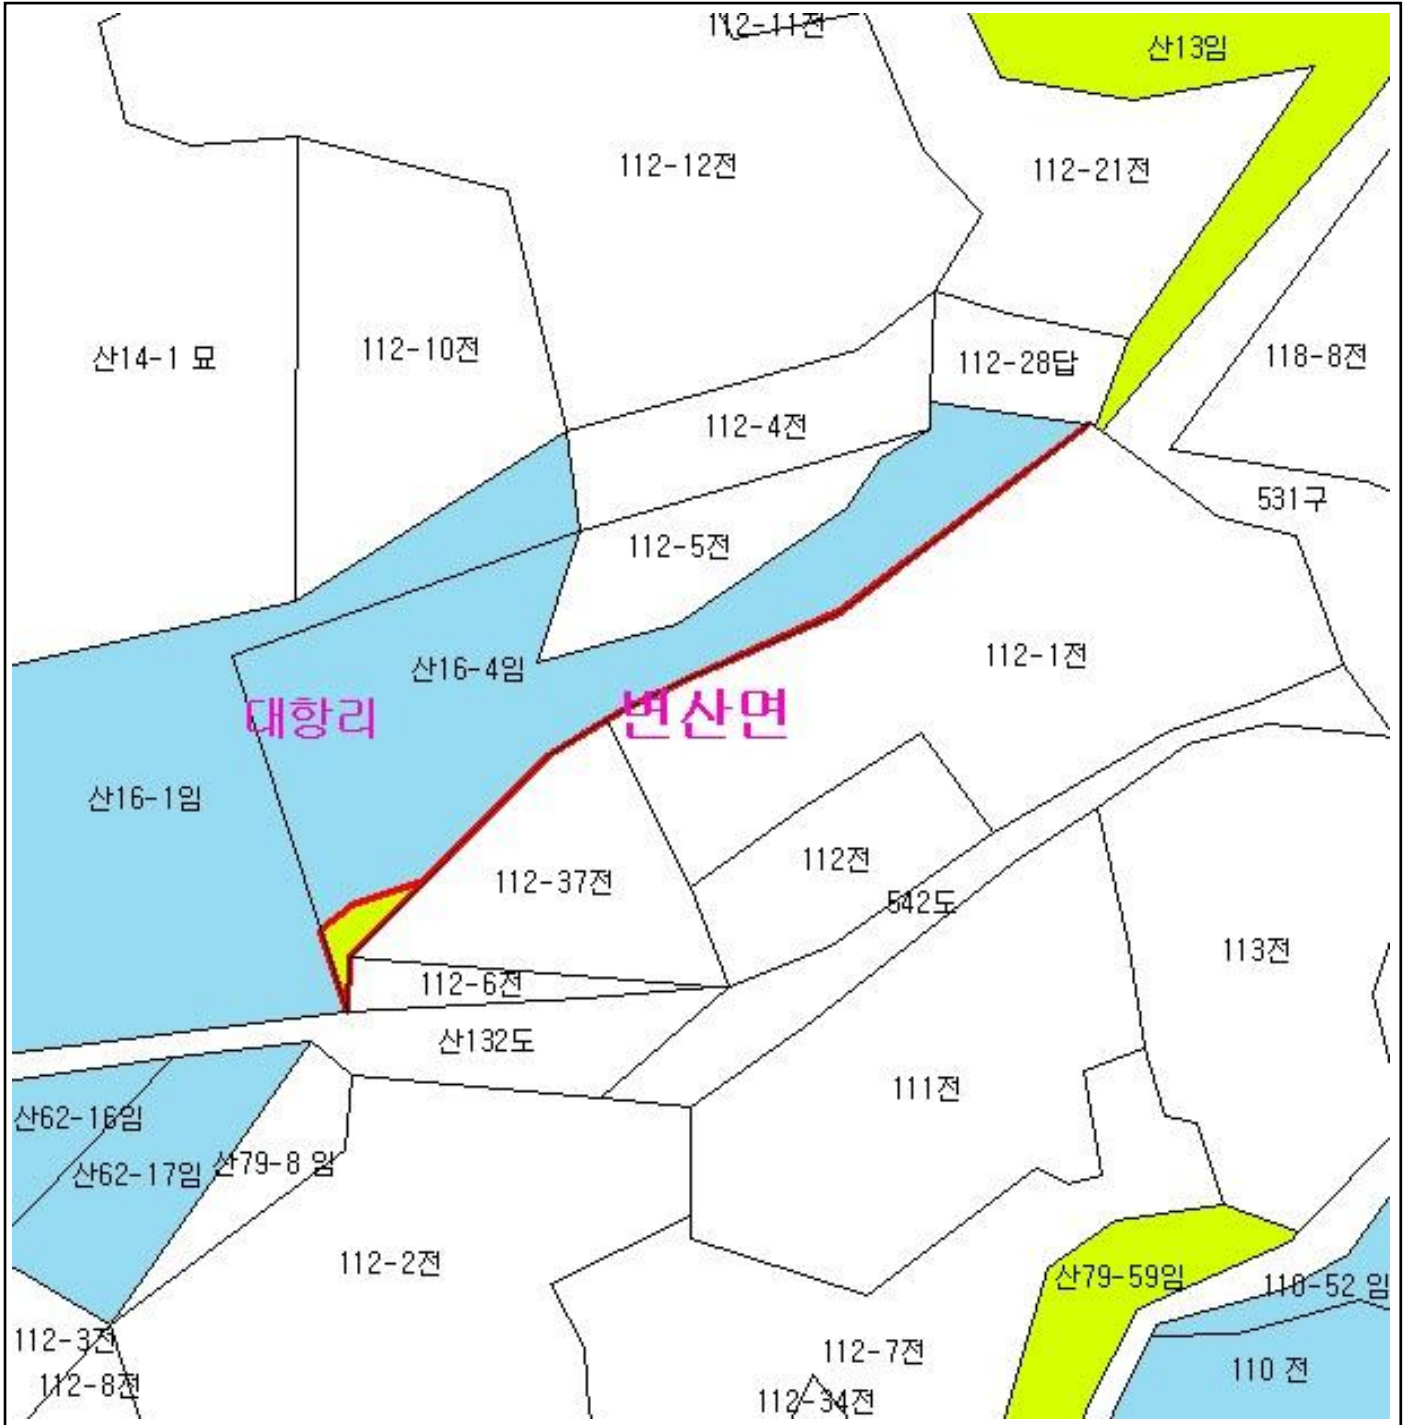 112-11전
산13임
112-12전
112-21전
산14-1 묘
112-10전
112-28답
118-8전
112-4전
531구
112-5전
112-1전
산16-4임
대항리
변산면
산16-1임
112전
112-37전
542도
113전
112-6전
산132도
111전
산62-16임
산62-17임
산79-8 임
112-2전
산79-59임
110-52 임
112-3전
112-7전
110 전
112-8전
112-34전